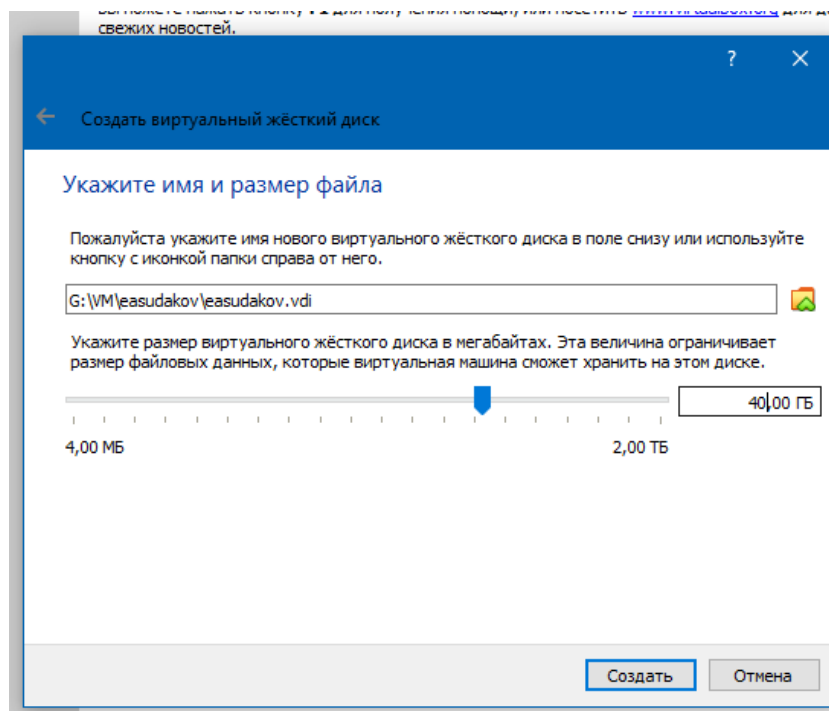 свежих новостей.
?
Создать виртуальный жёсткий диск
Укажите имя и размер файла
Пожалуйста укажите имя нового виртуального жёсткого диска в поле снизу или используйте
кнопку с иконкой папки справа от него.
G:\VM\easudakov\easudakov.vdi
Укажите размер виртуального жёсткого диска в мегабайтах. Эта величина ограничивает
размер файловых данных, которые виртуальная машина сможет хранить на этом диске.
40,00 ГБ
4,00 МБ 2,00 ТБ
Создать Отмена